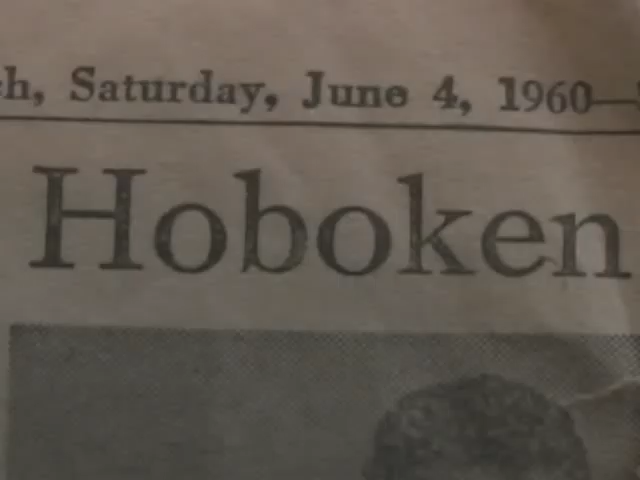 h, Saturday, June 4, 1960—
Hoboken